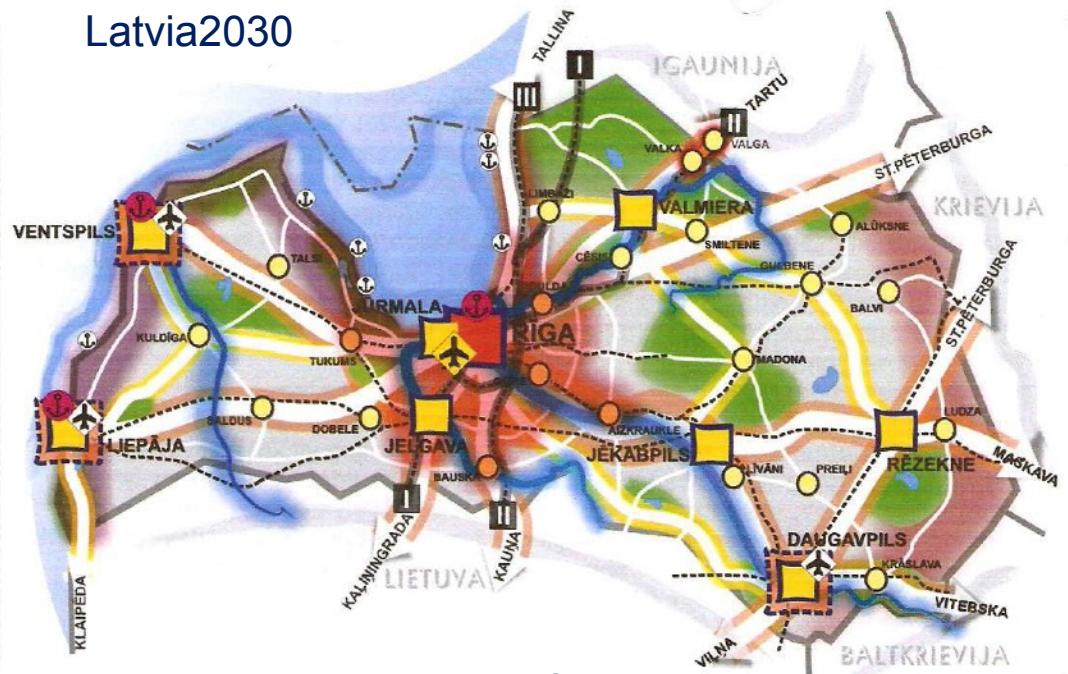 Latvia2030
TALLINA
I
III
IGAUNIJA
TARTU
II
VALGA
VALKA
ST.PĒTERBURGA
LIMBAŽI
VALMIERA
KRIEVIJA
VENTSPILS
ALŪKSNE
SMILTENE
CĒSIS
TALSI
GULBENE
ST.PĒTERBURGA
BALVI
ŪRMALA
RĪGA
KULDĪGA
TUKUMS
MADONA
SALDUS
DOBELE
AIZKRAUKLE
LUDZA
LIEPĀJA
JELGAVA
JĒKABPILS
RĒZEKNE
MASKAVA
BAUSKA
LĪVĀNI
PREIĻI
I
II
DAUGAVPILS
KAĻIŅINGRADA
KAUŅA
LIETUVA
KRĀSLAVA
KLAIPĒDA
VITEBSKA
VIĻŅA
BALTKRIEVIJA